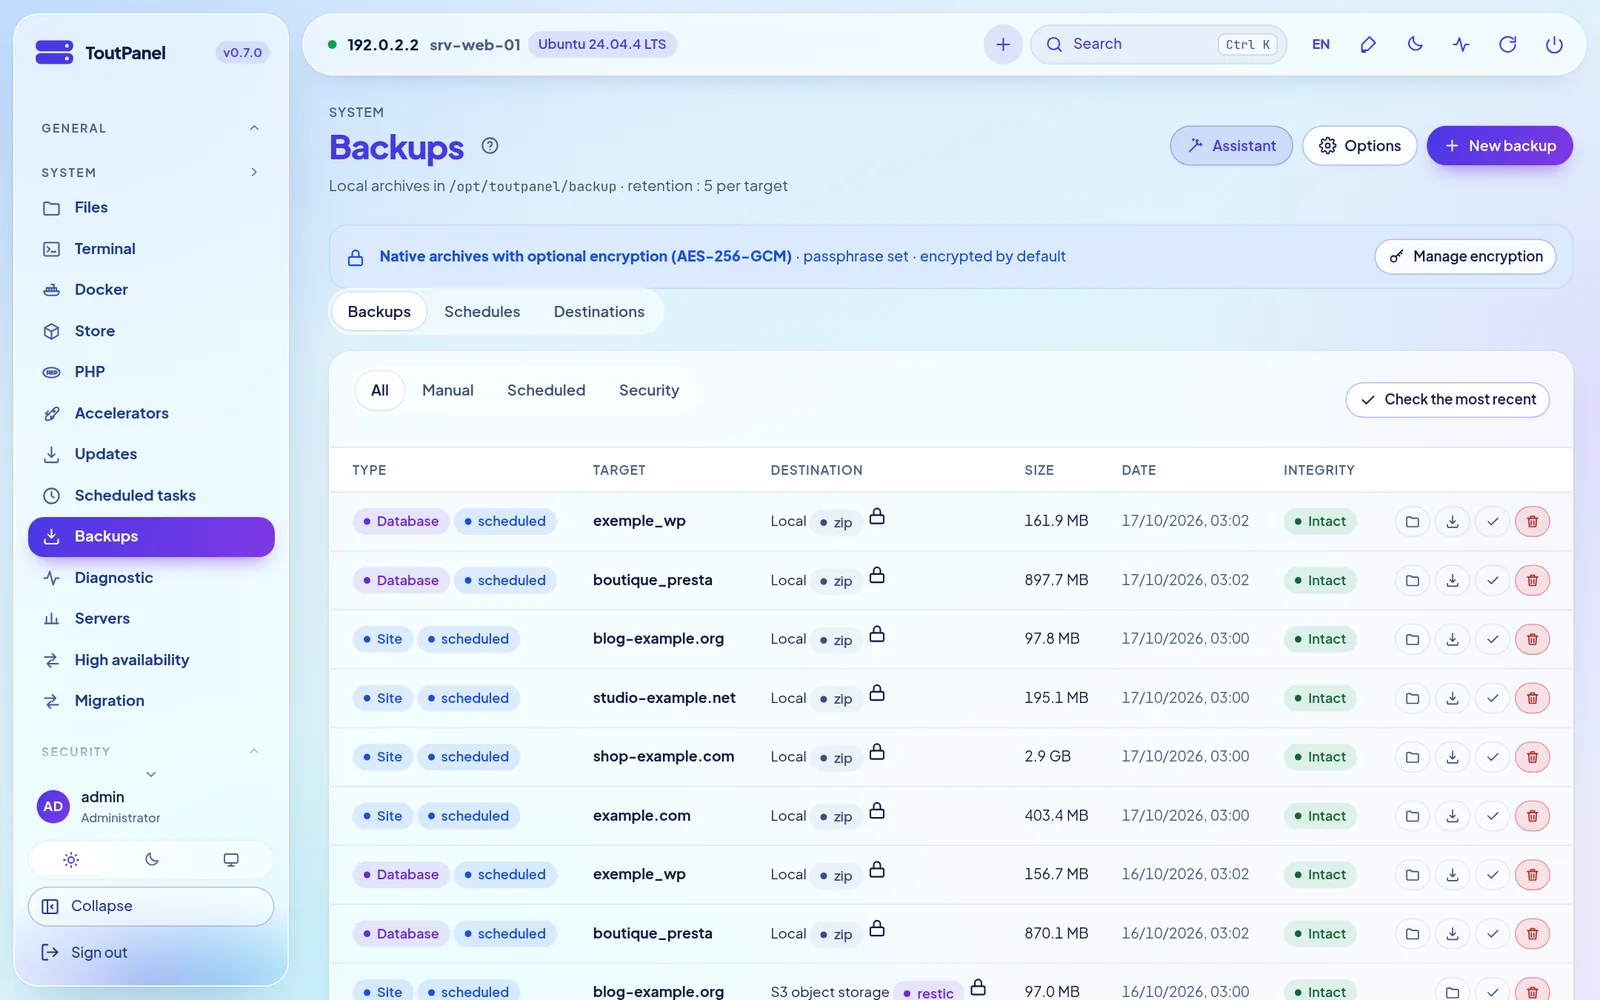 ToutPanel
v0.7.0
GENERAL
SYSTEM
Files
Terminal
Docker
Store
PHP
Accelerators
Updates
Scheduled tasks
Backups
Diagnostic
Servers
High availability
Migration
SECURITY
AD
admin
Administrator
Collapse
Sign out
192.0.2.2 srv-web-01 Ubuntu 24.04.4 LTS
Search Ctrl K
EN
SYSTEM
Backups
Local archives in /opt/toutpanel/backup · retention : 5 per target
Assistant
Options
New backup
Native archives with optional encryption (AES-256-GCM) · passphrase set · encrypted by default
Manage encryption
Backups Schedules Destinations
All Manual Scheduled Security
Check the most recent
TYPE TARGET DESTINATION SIZE DATE INTEGRITY
Database scheduled exemple_wp Local zip 161.9 MB 17/10/2026, 03:02 Intact
Database scheduled boutique_presta Local zip 897.7 MB 17/10/2026, 03:02 Intact
Site scheduled blog-example.org Local zip 97.8 MB 17/10/2026, 03:00 Intact
Site scheduled studio-example.net Local zip 195.1 MB 17/10/2026, 03:00 Intact
Site scheduled shop-example.com Local zip 2.9 GB 17/10/2026, 03:00 Intact
Site scheduled example.com Local zip 403.4 MB 17/10/2026, 03:00 Intact
Database scheduled exemple_wp Local zip 156.7 MB 16/10/2026, 03:02 Intact
Database scheduled boutique_presta Local zip 870.1 MB 16/10/2026, 03:02 Intact
Site scheduled blog-example.org S3 object storage restic 97.0 MB 16/10/2026, 03:00 Intact